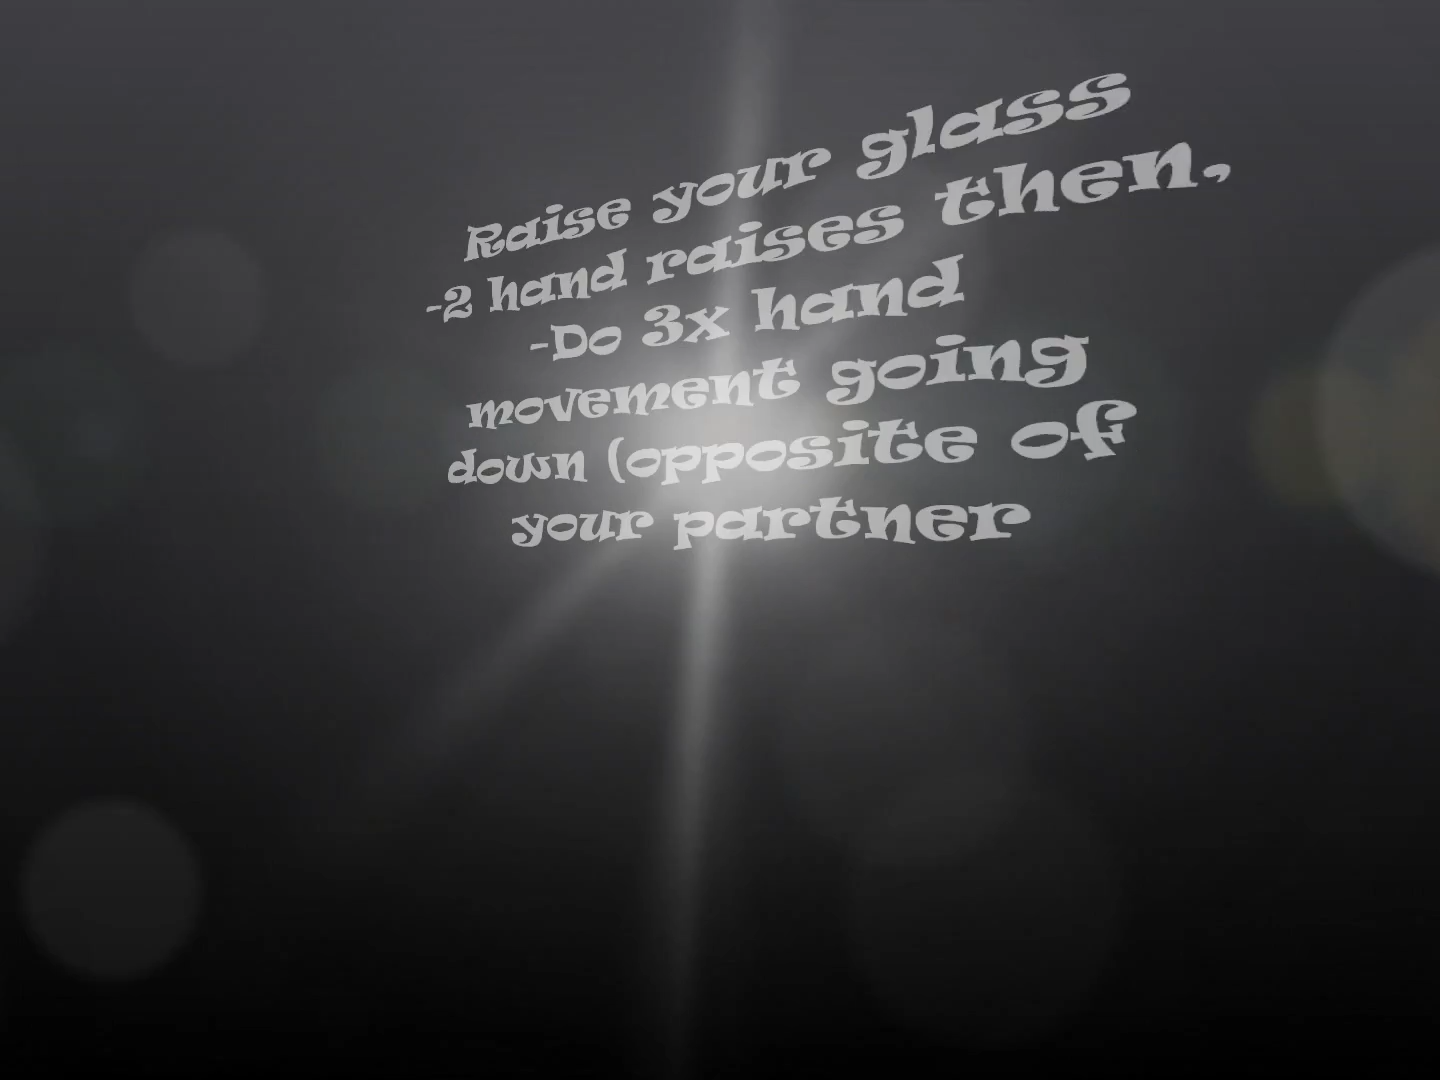 Raise your glass
-2 hand raises then,
-Do 3x hand
movement going
down (opposite of
your partner